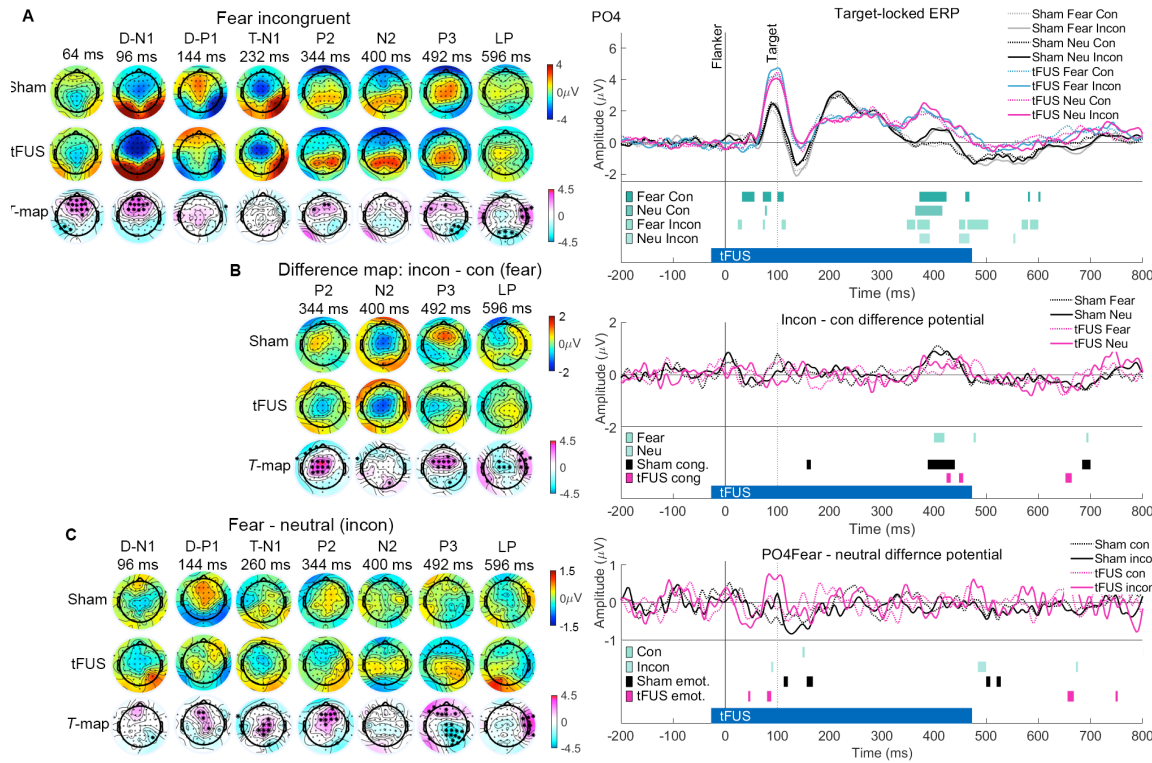 A
Fear incongruent
D-N1 D-P1 T-N1 P2 N2 P3 LP
64 ms 96 ms 144 ms 232 ms 344 ms 400 ms 492 ms 596 ms
Sham
4
0μV
-4
tFUS
T-map
4.5
-4.5
B
Difference map: incon - con (fear)
P2 N2 P3 LP
344 ms 400 ms 492 ms 596 ms
Sham
2
0μV
-2
tFUS
T-map
4.5
-4.5
C
Fear - neutral (incon)
D-N1 D-P1 T-N1 P2 N2 P3 LP
96 ms 144 ms 260 ms 344 ms 400 ms 492 ms 596 ms
Sham
1.5
0μV
-1.5
tFUS
T-map
4.5
-4.5
PO4
Target-locked ERP
Flanker
Target
Sham Fear Con
Sham Fear Incon
Sham Neu Con
Sham Neu Incon
tFUS Fear Con
tFUS Fear Incon
tFUS Neu Con
tFUS Neu Incon
Amplitude (μV)
6
4
2
0
-2
Fear Con
Neu Con
Fear Incon
Neu Incon
tFUS
-200 -100 0 100 200 300 400 500 600 700 800
Time (ms)
Incon - con difference potential
Sham Fear
Sham Neu
tFUS Fear
tFUS Neu
Amplitude (μV)
2
0
-2
Fear
Neu
Sham cong.
tFUS cong
tFUS
-200 -100 0 100 200 300 400 500 600 700 800
Time (ms)
PO4Fear - neutral differnce potential
Sham con
Sham inco
tFUS con
tFUS incon
Amplitude (μV)
1
0
-1
Con
Incon
Sham emot.
tFUS emot.
tFUS
-200 -100 0 100 200 300 400 500 600 700 800
Time (ms)